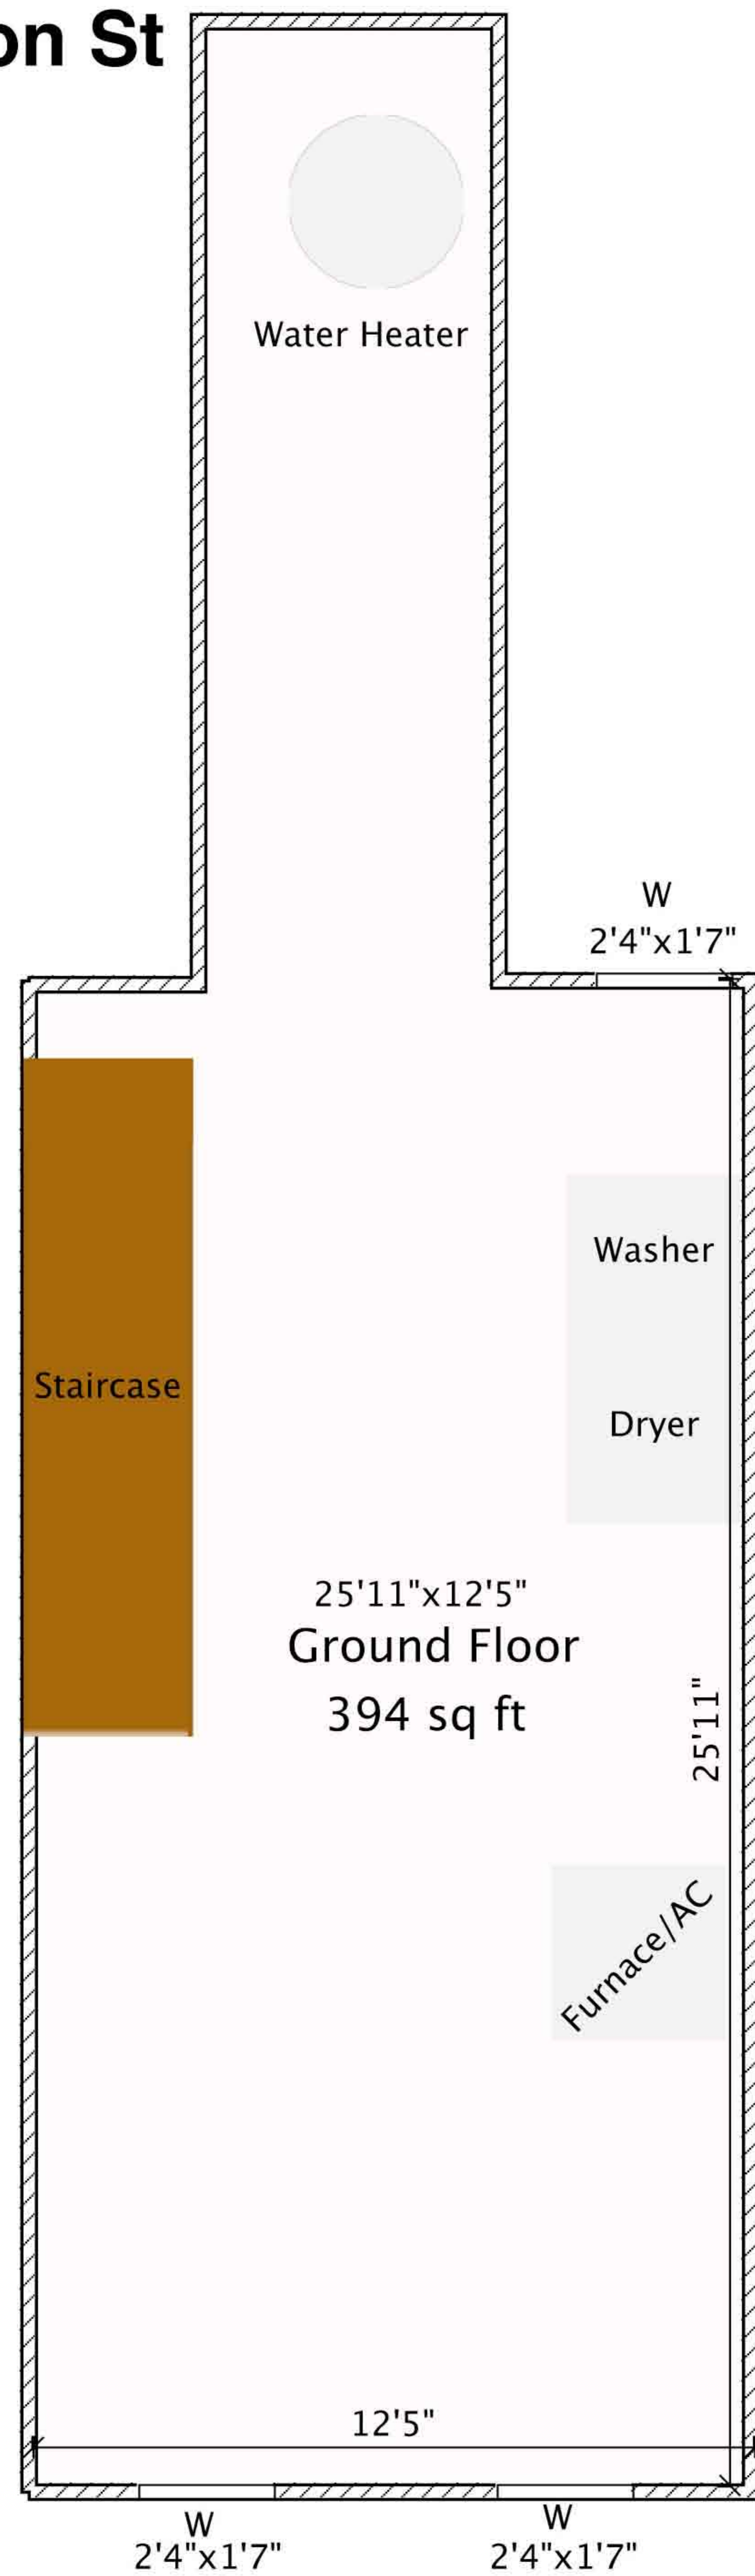 on St
Water Heater
W
2'4"x1'7"
Washer
Staircase
Dryer
25'11"x12'5"
Ground Floor
394 sq ft
25'11"
Furnace/AC
12'5"
W
2'4"x1'7"
W
2'4"x1'7"